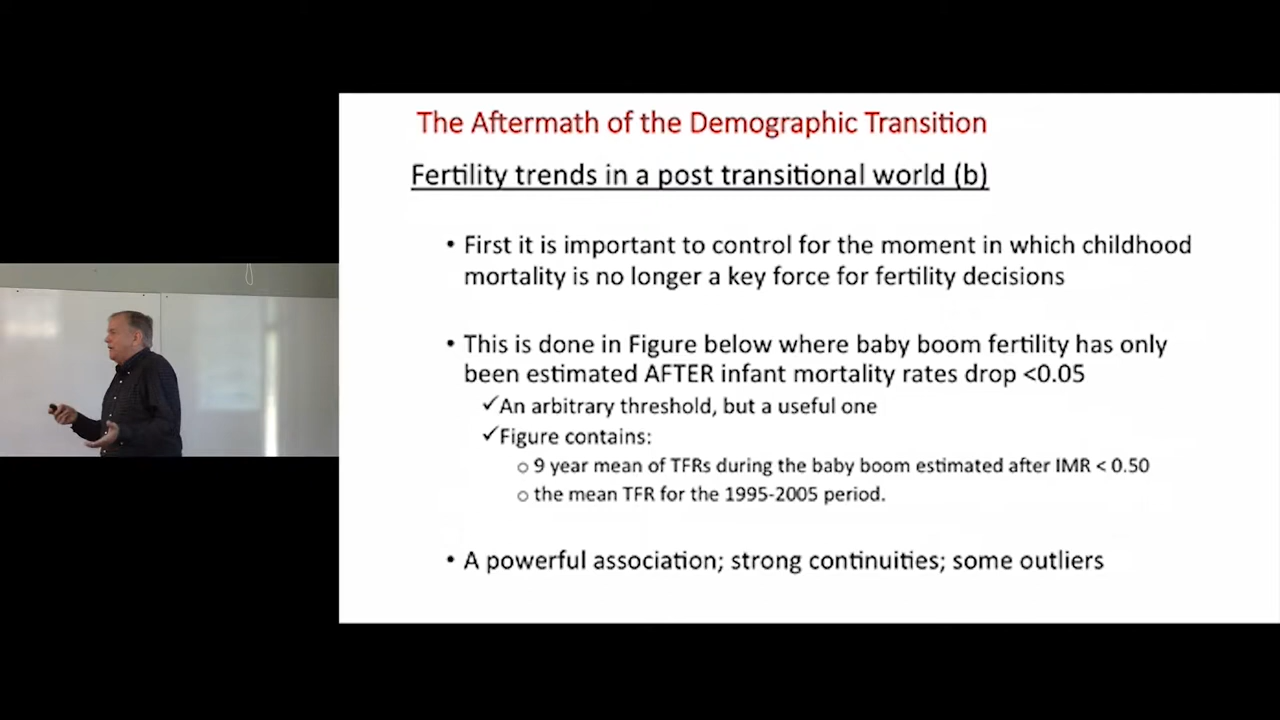 The Aftermath of the Demographic Transition
Fertility trends in a post transitional world (b)
• First it is important to control for the moment in which childhood
mortality is no longer a key force for fertility decisions
• This is done in Figure below where baby boom fertility has only
been estimated AFTER infant mortality rates drop <0.05
✓An arbitrary threshold, but a useful one
✓Figure contains:
o 9 year mean of TFRs during the baby boom estimated after IMR < 0.50
o the mean TFR for the 1995-2005 period.
• A powerful association; strong continuities; some outliers